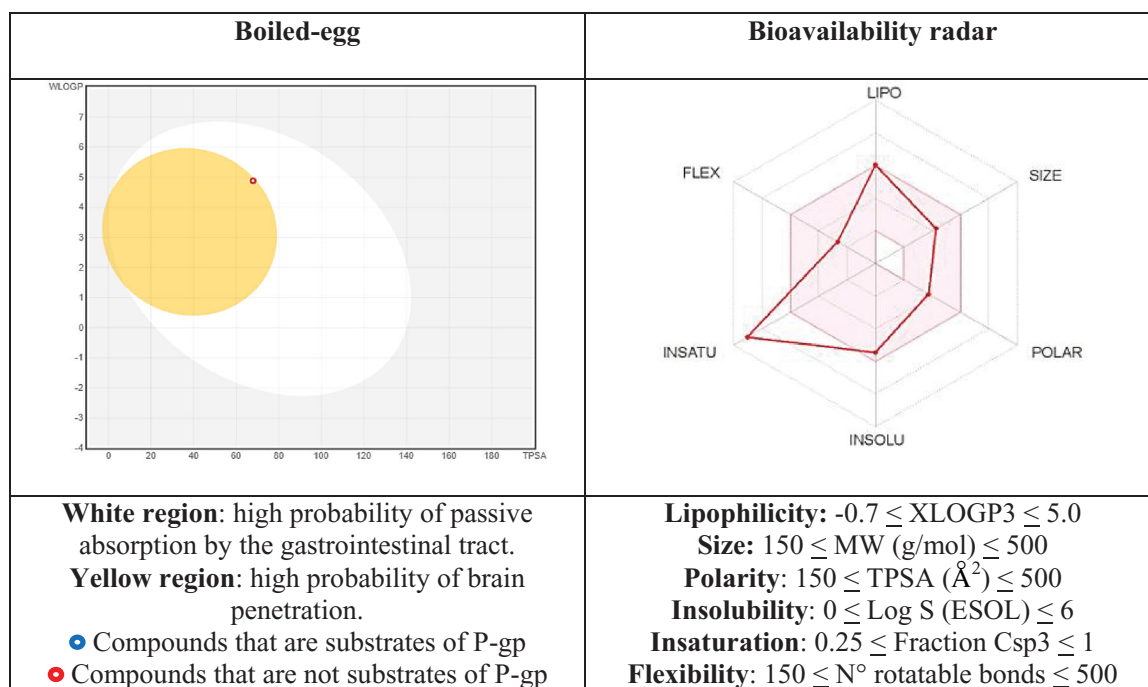 Boiled-egg
Bioavailability radar
WLOGP
7
6
5
4
3
2
1
0
-1
-2
-3
-4
0 20 40 60 80 100 120 140 160 180 TPSA
LIPO
FLEX
SIZE
INSATU
POLAR
INSOLU
White region: high probability of passive
absorption by the gastrointestinal tract.
Yellow region: high probability of brain
penetration.
Compounds that are substrates of P-gp
Compounds that are not substrates of P-gp
Lipophilicity: -0.7 ≤ XLOGP3 ≤ 5.0
Size: 150 ≤ MW (g/mol) ≤ 500
Polarity: 150 ≤ TPSA (Å²) ≤ 500
Insolubility: 0 ≤ Log S (ESOL) ≤ 6
Insaturation: 0.25 ≤ Fraction Csp3 ≤ 1
Flexibility: 150 ≤ N° rotatable bonds ≤ 500